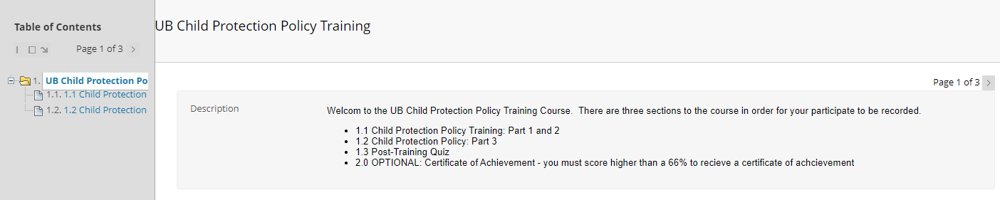 Table of Contents
Page 1 of 3
1. UB Child Protection Po
1.1. 1.1 Child Protection
1.2. 1.2 Child Protection
UB Child Protection Policy Training
Page 1 of 3
Description
Welcom to the UB Child Protection Policy Training Course. There are three sections to the course in order for your participate to be recorded.
• 1.1 Child Protection Policy Training: Part 1 and 2
• 1.2 Child Protection Policy: Part 3
• 1.3 Post-Training Quiz
• 2.0 OPTIONAL: Certificate of Achievement - you must score higher than a 66% to recieve a certificate of achcievement